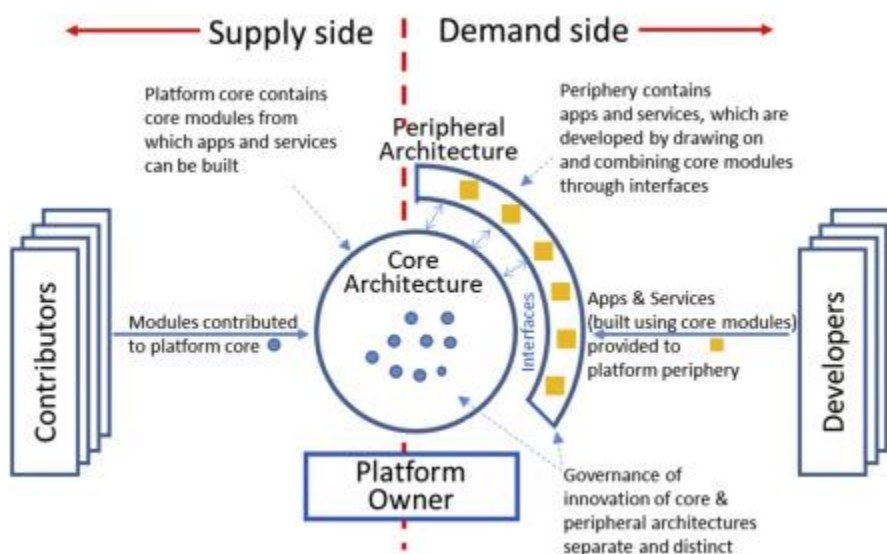 Supply side
Demand side
Platform core contains
core modules from
which apps and services
can be built
Peripheral
Architecture
Periphery contains
apps and services, which are
developed by drawing on
and combining core modules
through interfaces
Contributors
Modules contributed
to platform core
Core
Architecture
Interfaces
Apps & Services
(built using core modules)
provided to
platform periphery
Developers
Platform
Owner
Governance of
innovation of core &
peripheral architectures
separate and distinct